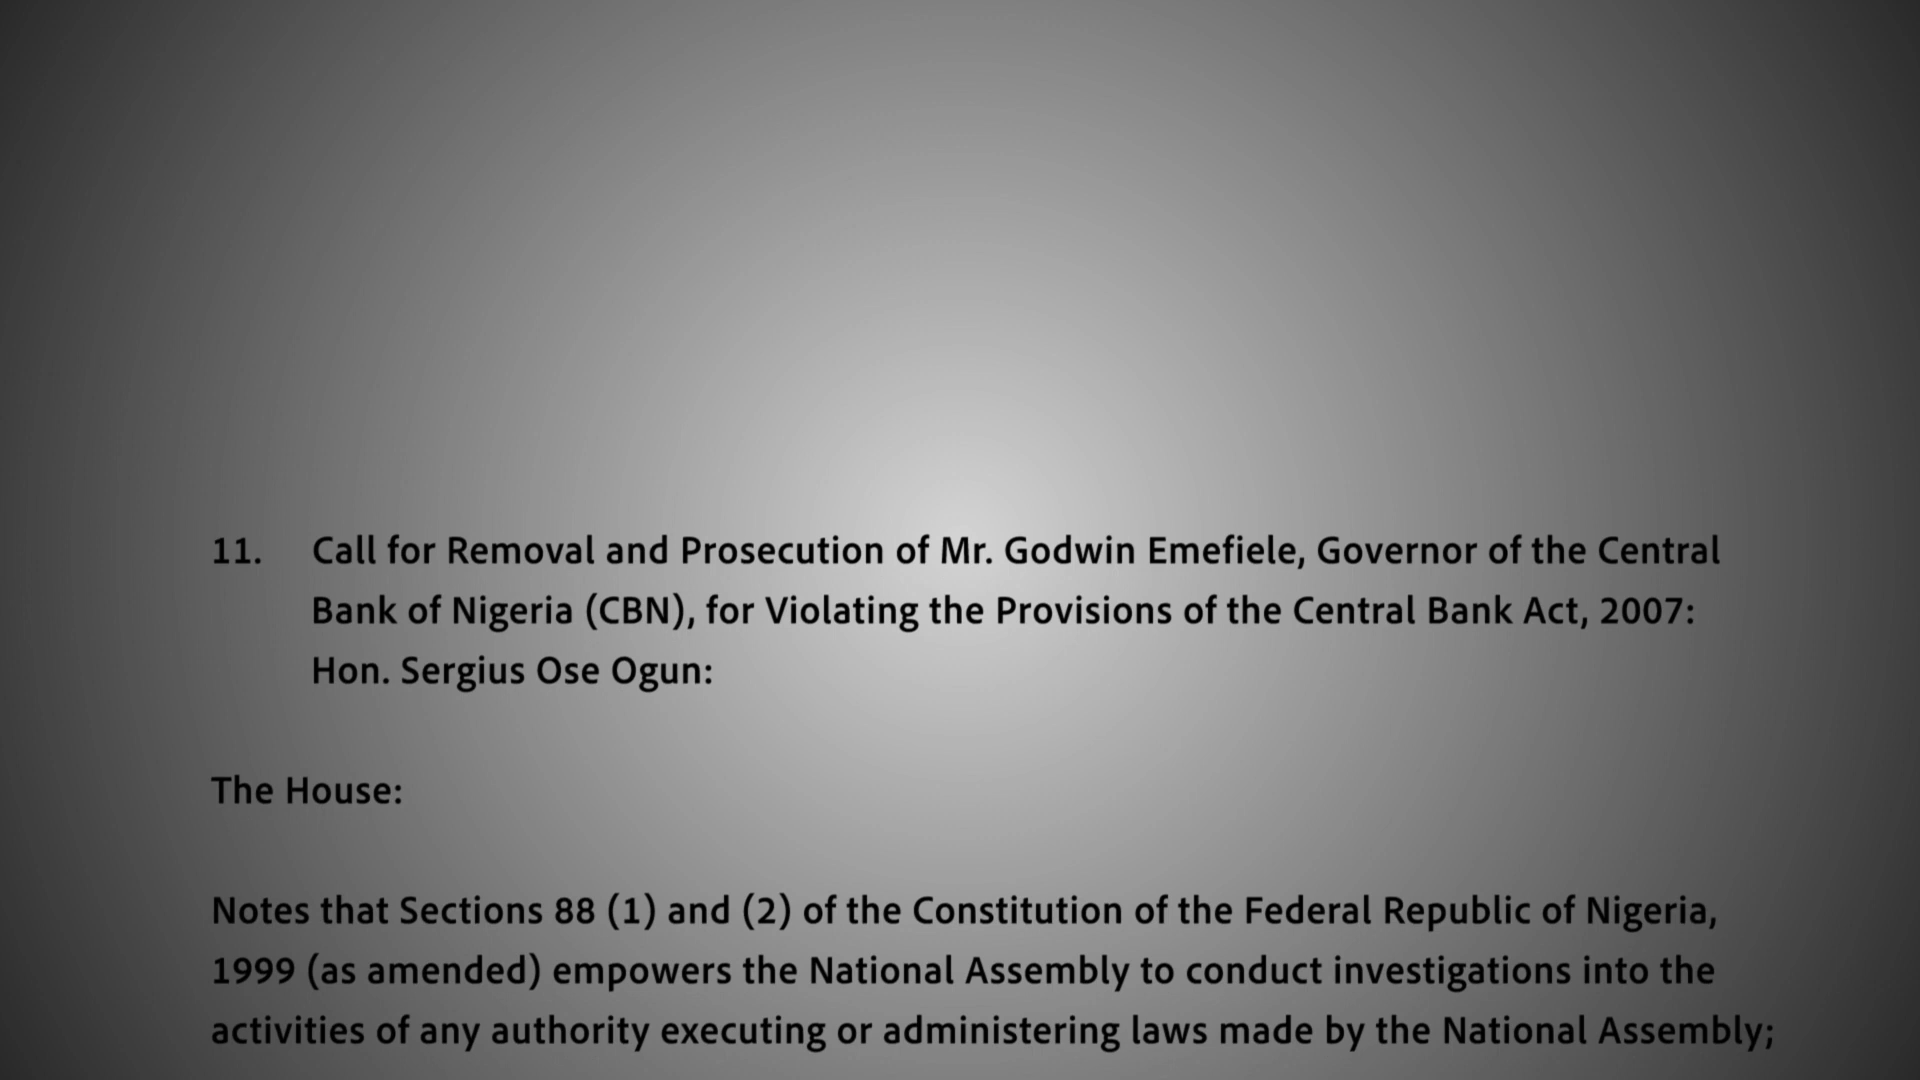 11. Call for Removal and Prosecution of Mr. Godwin Emefiele, Governor of the Central
Bank of Nigeria (CBN), for Violating the Provisions of the Central Bank Act, 2007:
Hon. Sergius Ose Ogun:
The House:
Notes that Sections 88 (1) and (2) of the Constitution of the Federal Republic of Nigeria,
1999 (as amended) empowers the National Assembly to conduct investigations into the
activities of any authority executing or administering laws made by the National Assembly;